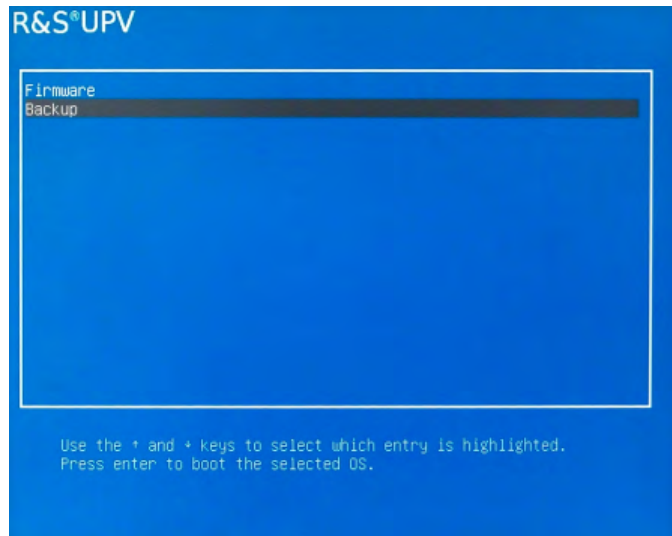 R&S®UPV
Firmware
Backup
Use the ↑ and ↓ keys to select which entry is highlighted.
Press enter to boot the selected OS.